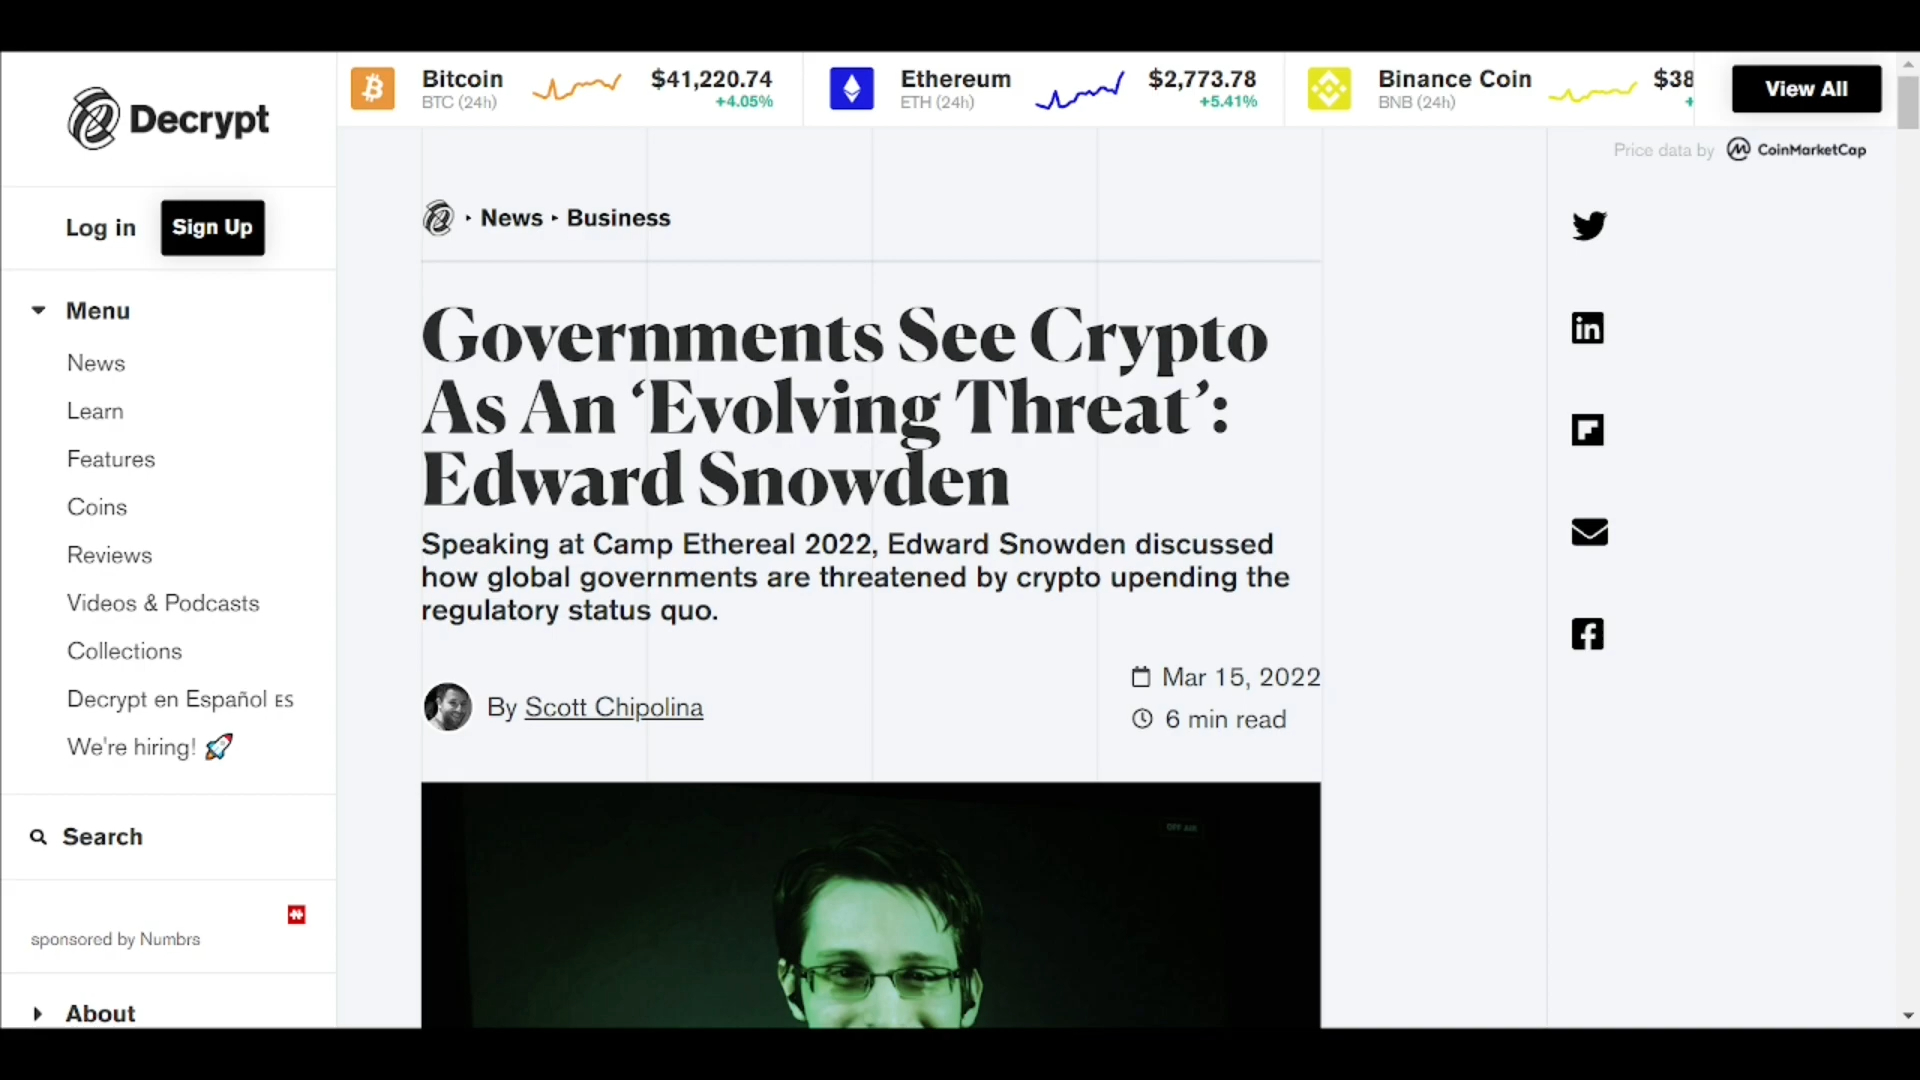 Decrypt
Log in
Sign Up
Menu
News
Learn
Features
Coins
Reviews
Videos & Podcasts
Collections
Decrypt en Español ES
We're hiring! 🚀
Search
sponsored by Numbrs
About
Bitcoin $41,220.74
BTC (24h) +4.05%
Ethereum $2,773.78
ETH (24h) +5.41%
Binance Coin $38
BNB (24h) +
View All
Price data by CoinMarketCap
News ‣ Business
Governments See Crypto
As An ‘Evolving Threat’:
Edward Snowden
Speaking at Camp Ethereal 2022, Edward Snowden discussed
how global governments are threatened by crypto upending the
regulatory status quo.
By Scott Chipolina
Mar 15, 2022
6 min read
OFF AIR